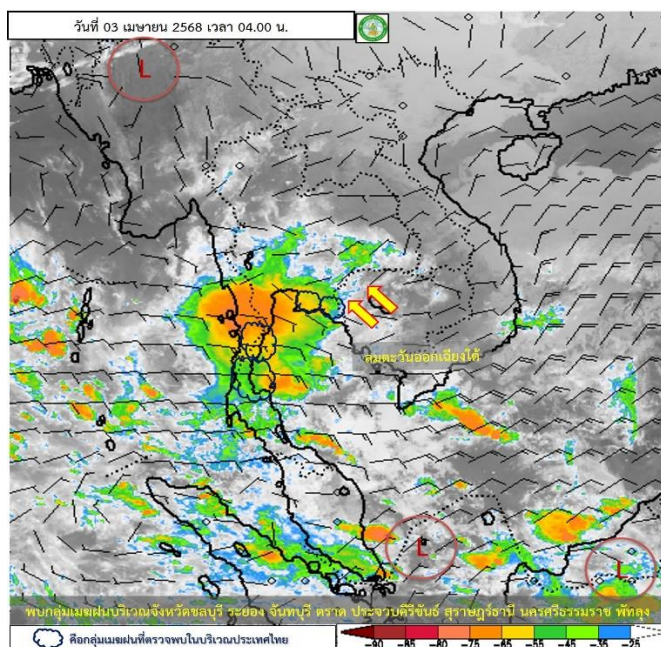 วันที่ 03 เมษายน 2568 เวลา 04.00 น.
L
ลมตะวันออกเฉียงใต้
L
L
พบกลุ่มเมฆฝนบริเวณจังหวัดชลบุรี ระยอง จันทบุรี ตราด ประจวบคีรีขันธ์ สุราษฎร์ธานี นครศรีธรรมราช พัทลุง
คือกลุ่มเมฆฝนที่ตรวจพบในบริเวณประเทศไทย
-90 -85 -80 -75 -65 -55 -45 -35 -25